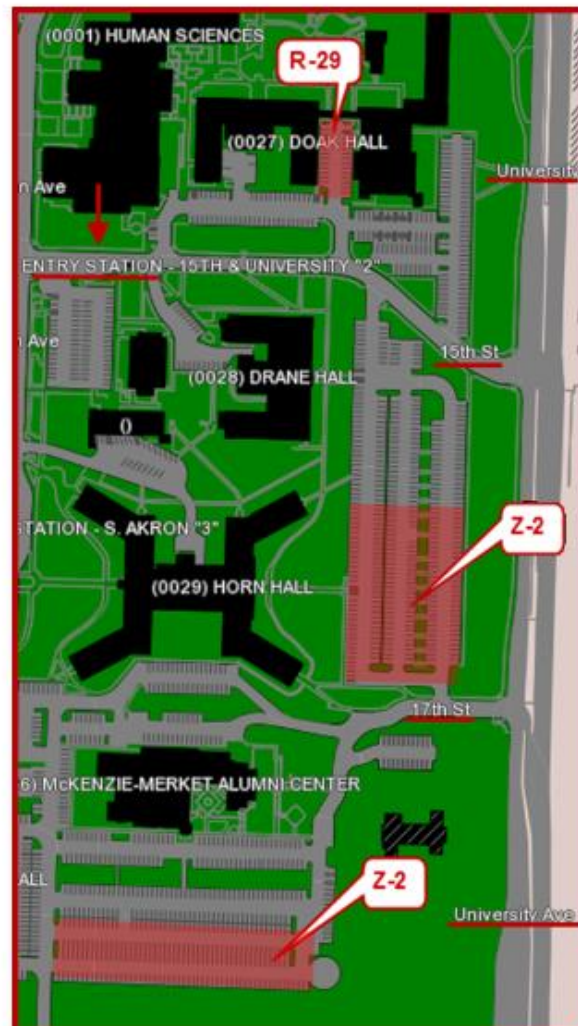 (0001) HUMAN SCIENCES
R-29
(0027) DOAK HALL
University
n Ave
ENTRY STATION - 15TH & UNIVERSITY "2"
n Ave
15th St
(0028) DRANE HALL
()
STATION - S. AKRON "3"
Z-2
(0029) HORN HALL
17th St
6) McKENZIE-MERKET ALUMNI CENTER
Z-2
ALL
University Ave